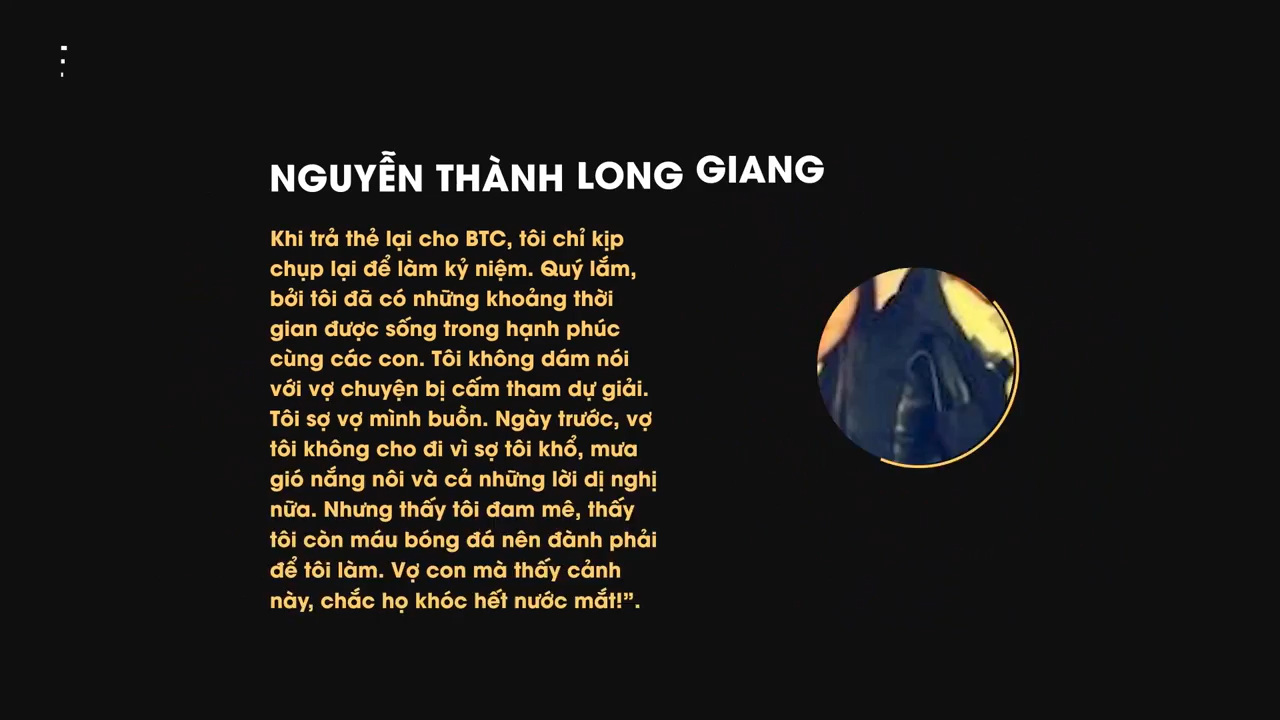 NGUYỄN THÀNH LONG GIANG
Khi trả thẻ lại cho BTC, tôi chỉ kịp
chụp lại để làm kỷ niệm. Quý lắm,
bởi tôi đã có những khoảng thời
gian được sống trong hạnh phúc
cùng các con. Tôi không dám nói
với vợ chuyện bị cấm tham dự giải.
Tôi sợ vợ mình buồn. Ngày trước, vợ
tôi không cho đi vì sợ tôi khổ, mưa
gió nắng nôi và cả những lời dị nghị
nữa. Nhưng thấy tôi đam mê, thấy
tôi còn máu bóng đá nên đành phải
để tôi làm. Vợ con mà thấy cảnh
này, chắc họ khóc hết nước mắt!”.